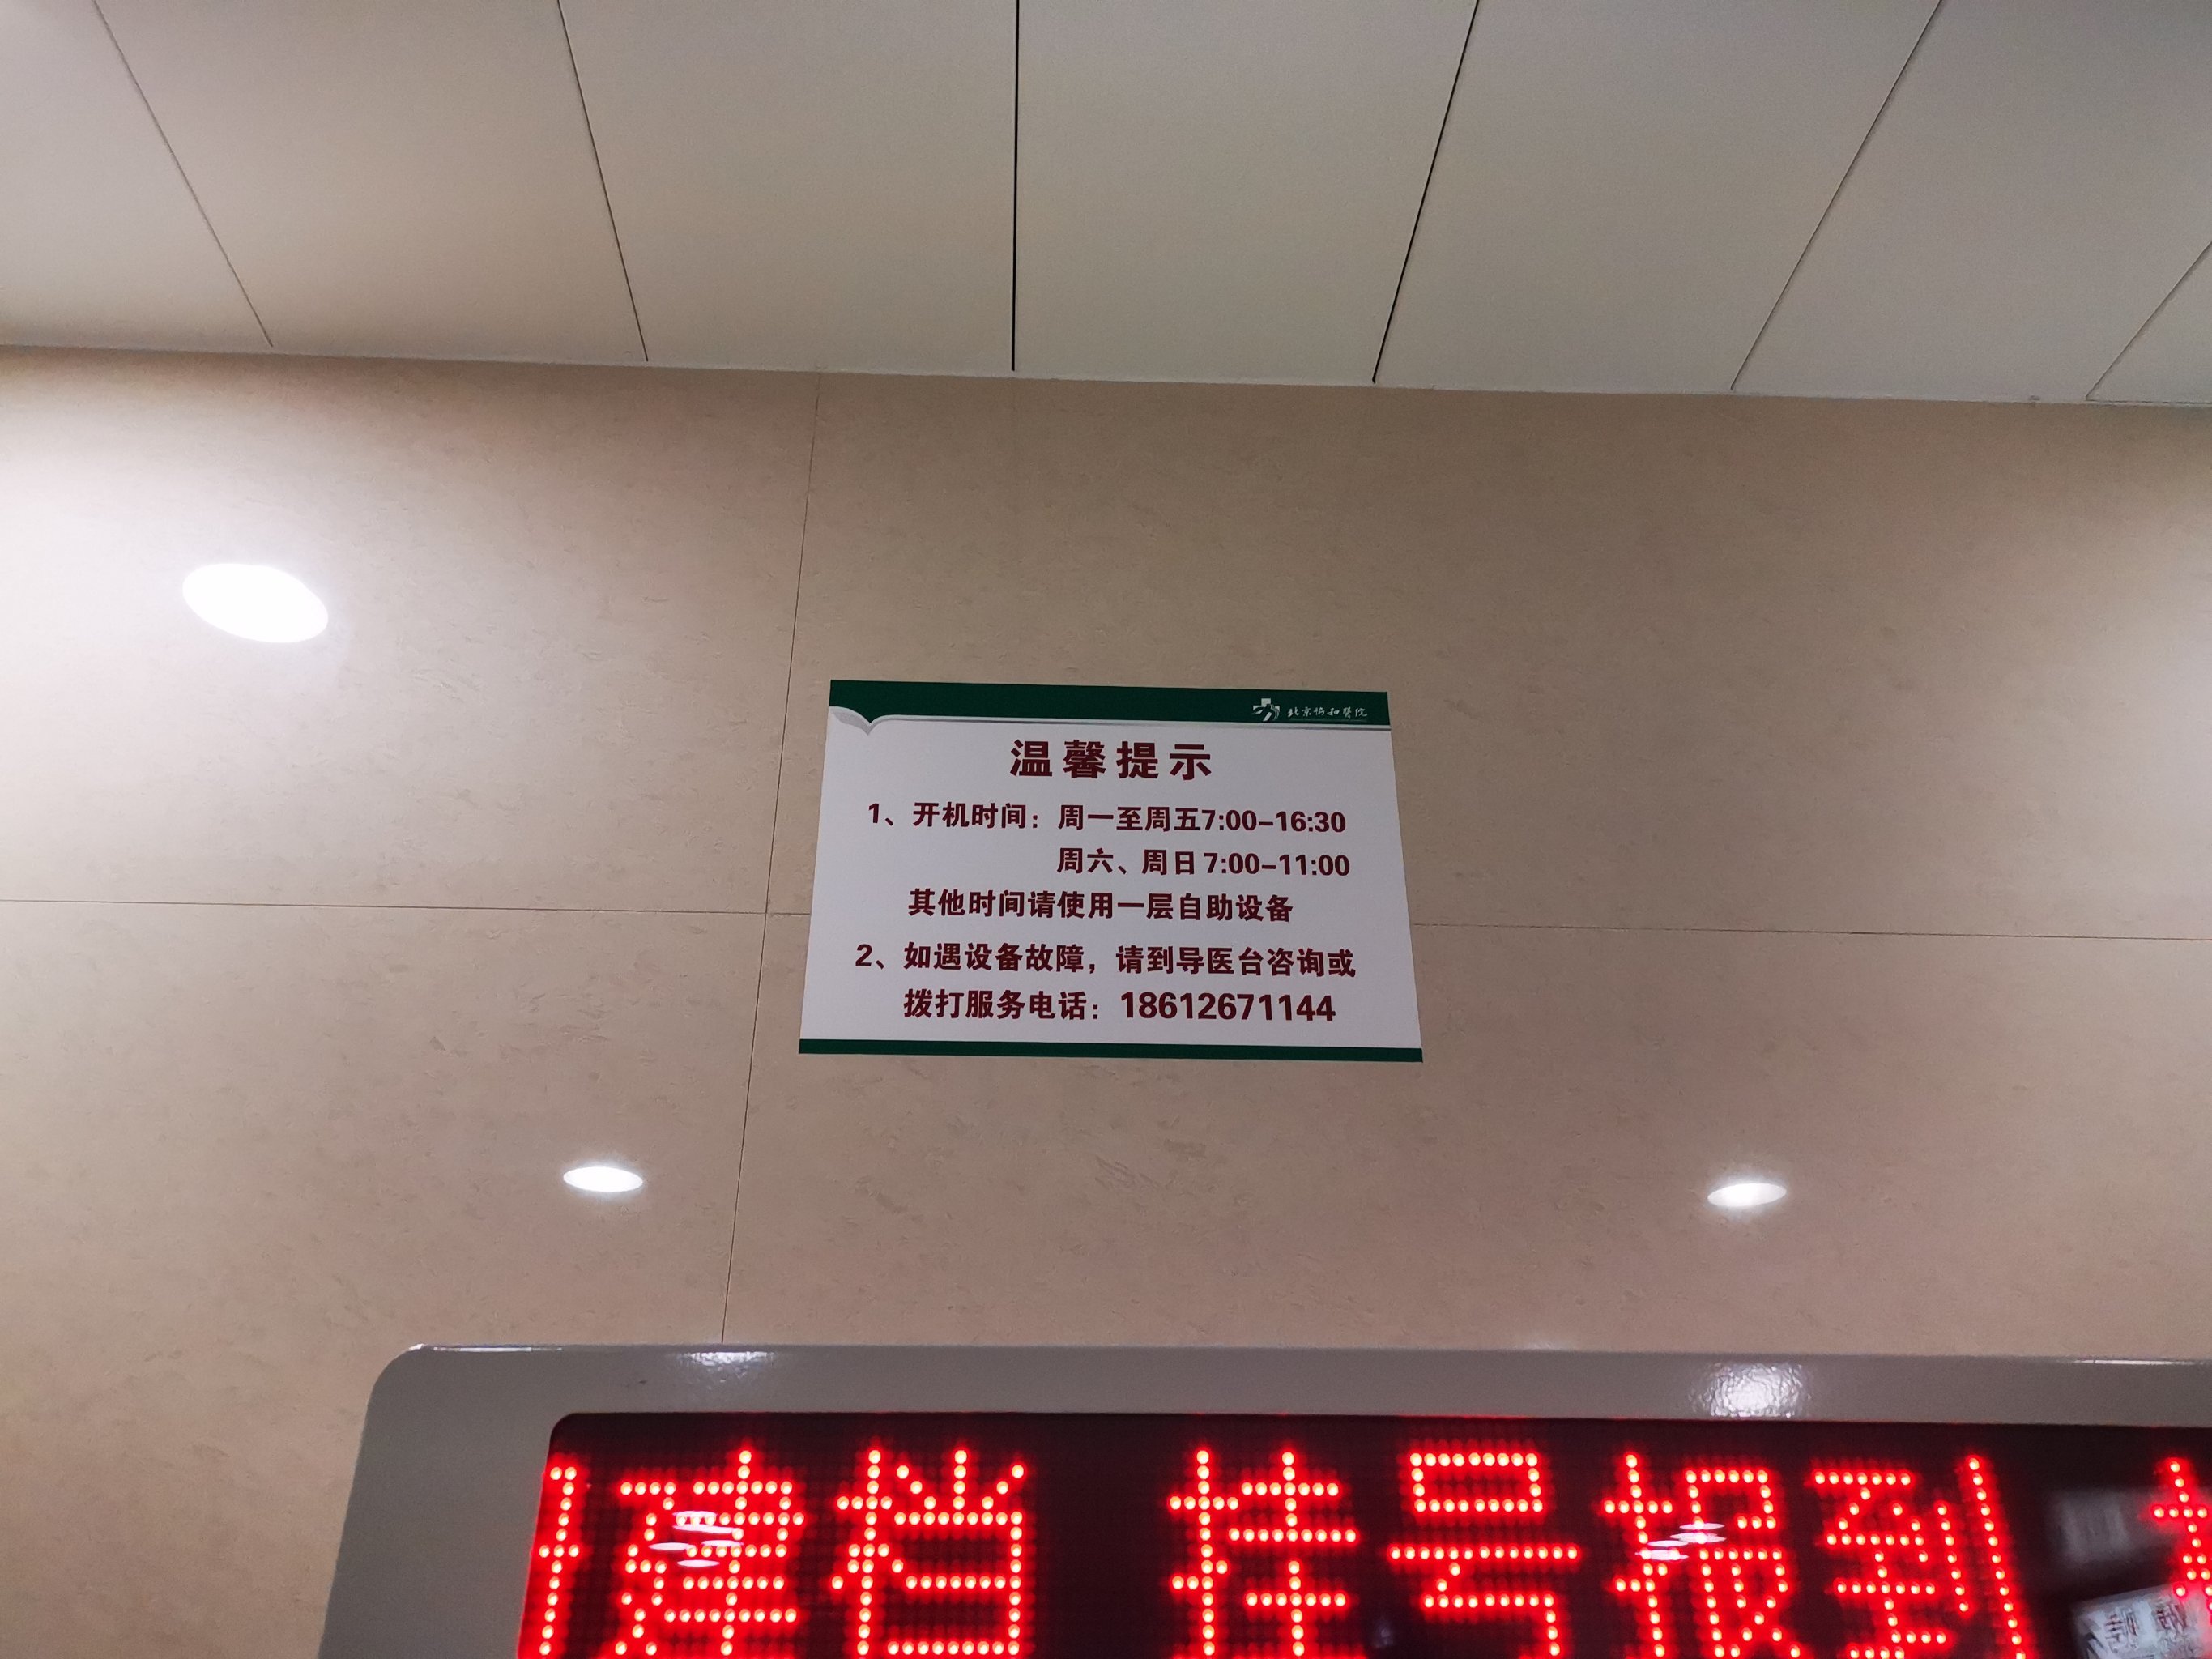 北京协和医院
温馨提示
1、开机时间：周一至周五7:00-16:30
周六、周日7:00-11:00
其他时间请使用一层自助设备
2、如遇设备故障，请到导医台咨询或
拨打服务电话：18612671144
建档 挂号报到